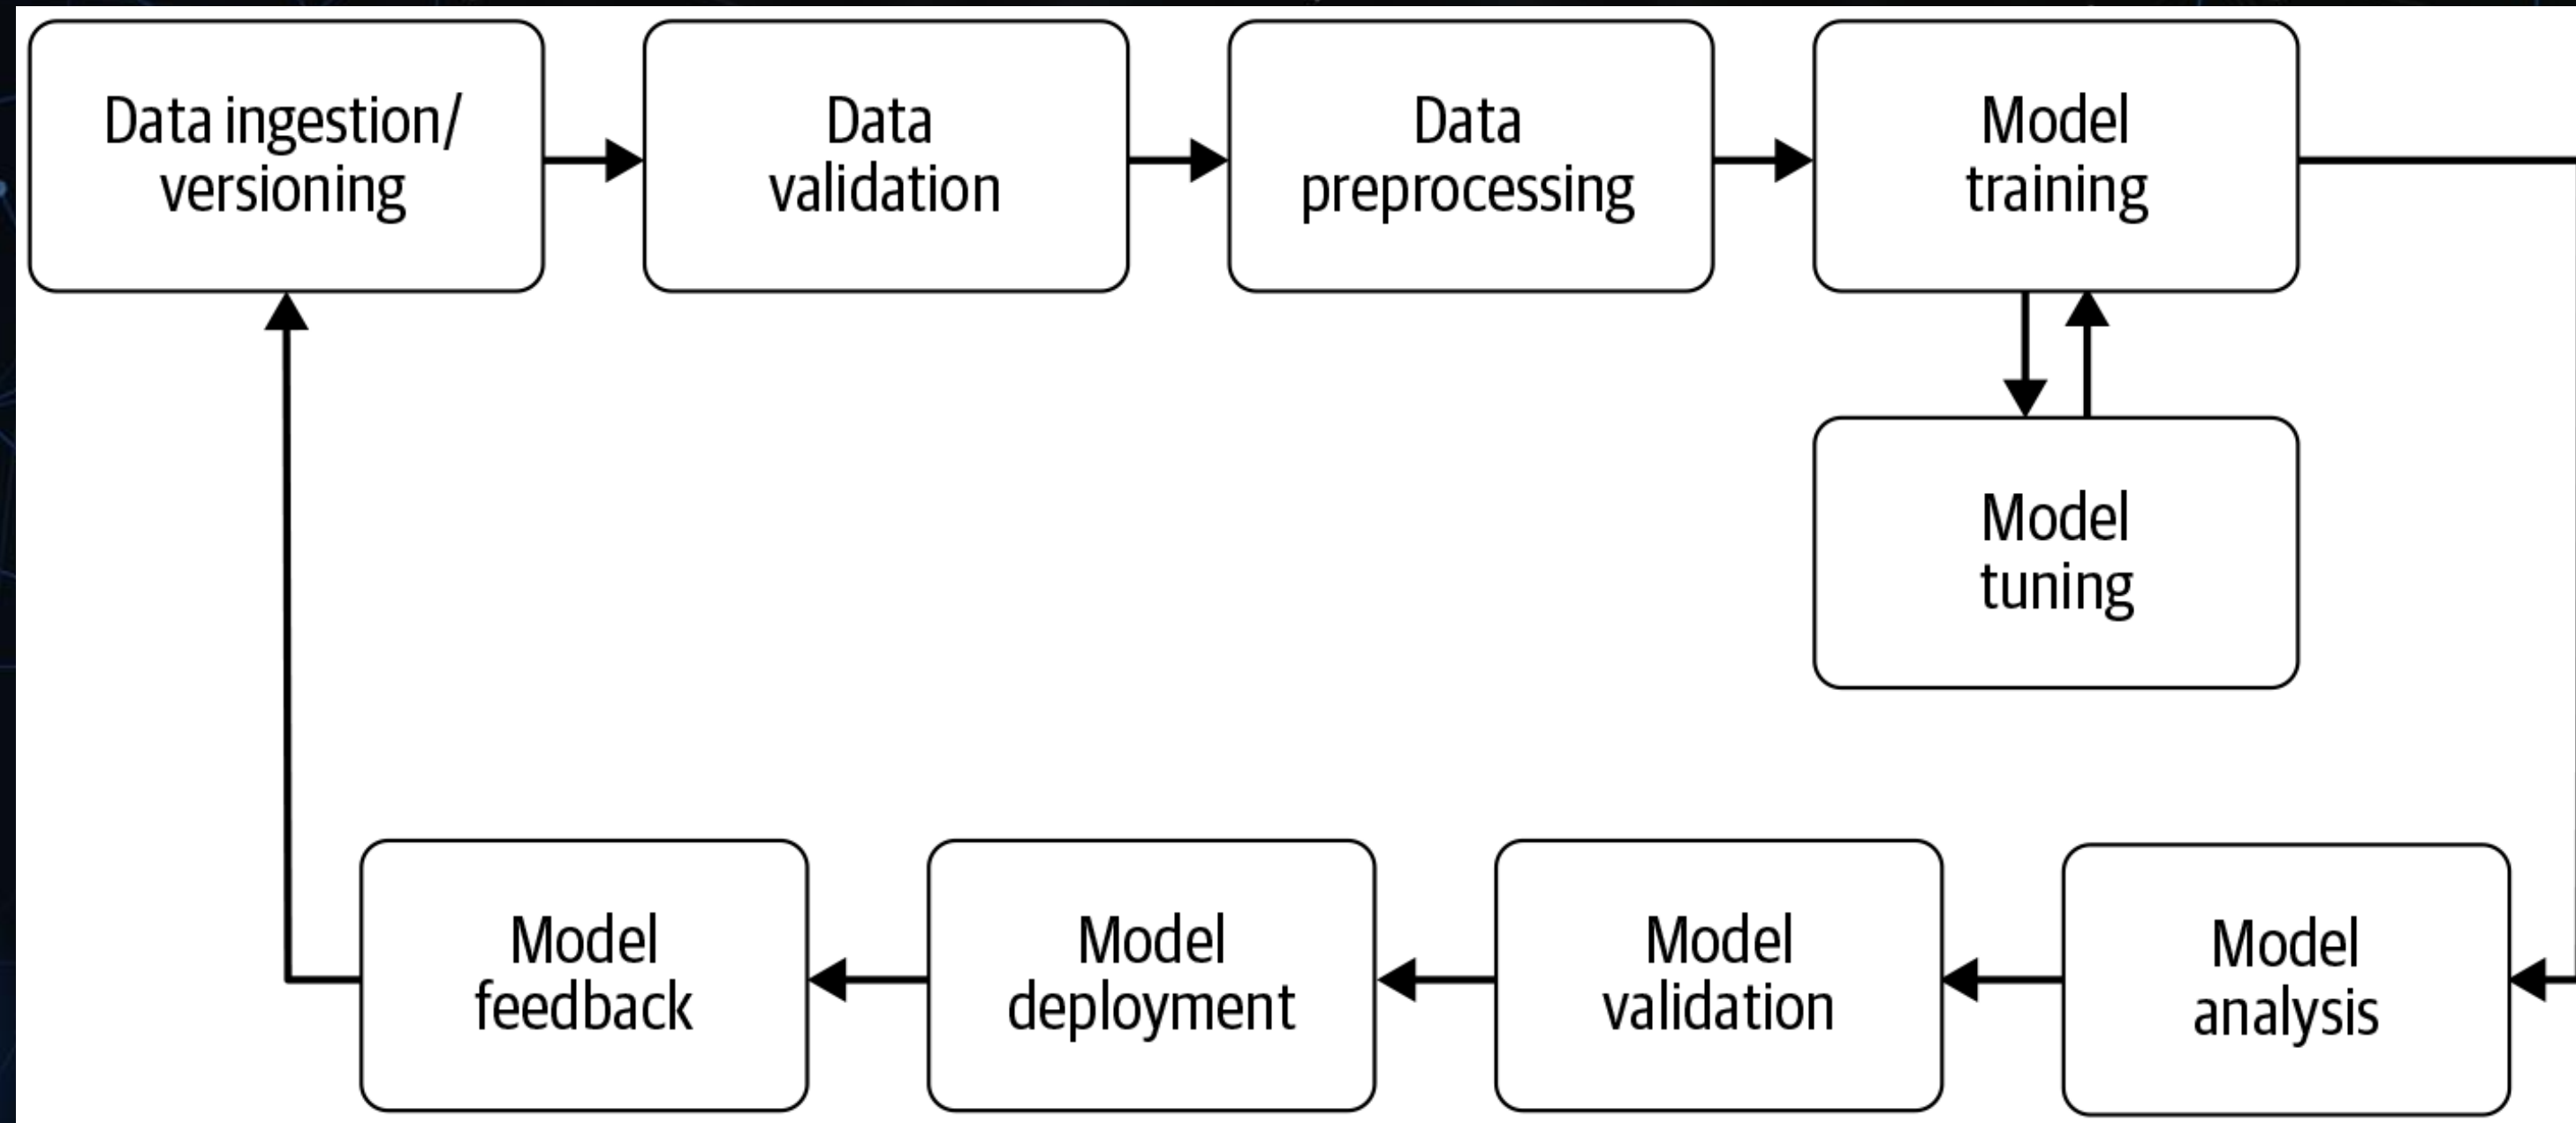 Data ingestion/
versioning
Data
validation
Data
preprocessing
Model
training
Model
tuning
Model
feedback
Model
deployment
Model
validation
Model
analysis